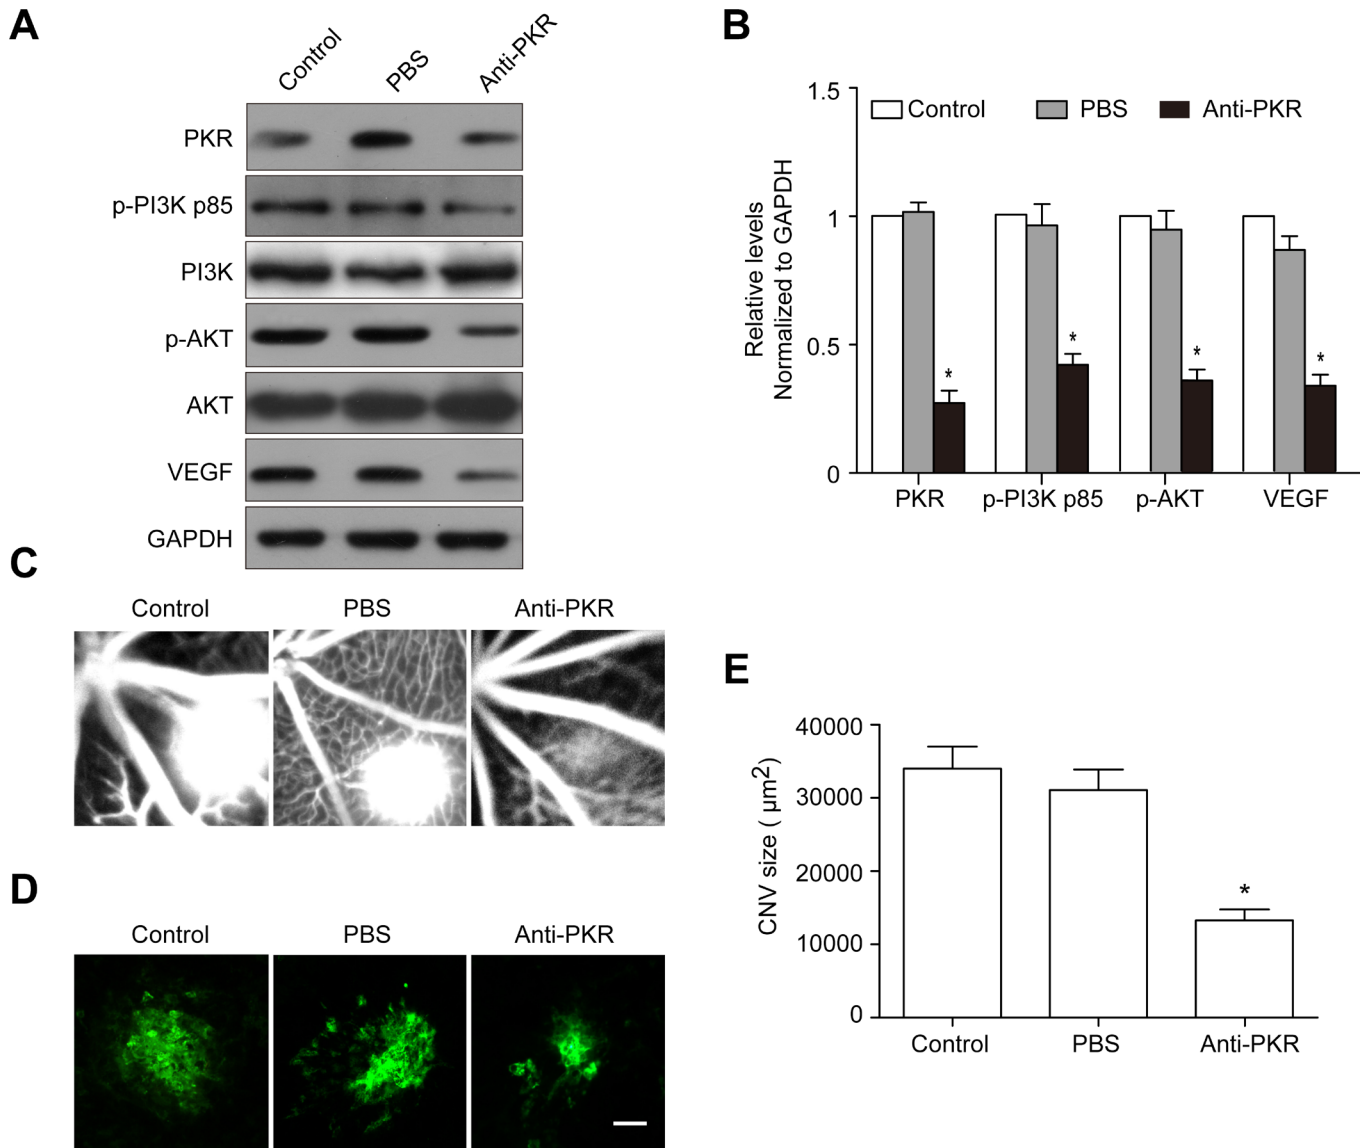 A
Control
PBS
Anti-PKR
PKR
p-PI3K p85
PI3K
p-AKT
AKT
VEGF
GAPDH
B
1.5
1
0.5
0
Relative levels
Normalized to GAPDH
Control
PBS
Anti-PKR
*
*
*
*
PKR
p-PI3K p85
p-AKT
VEGF
C
Control
PBS
Anti-PKR
D
Control
PBS
Anti-PKR
E
40000
30000
20000
10000
0
CNV size ( µm2)
*
Control
PBS
Anti-PKR